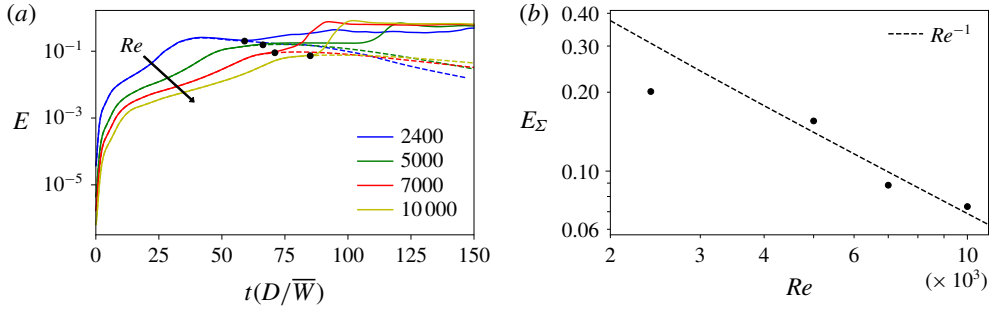 (a)
10⁻¹
10⁻³
10⁻⁵
E
Re
2400
5000
7000
10 000
0 25 50 75 100 125 150
t(D/W̅)
(b)
0.40
0.30
0.20
0.10
0.06
E_Σ
Re⁻¹
2 3 4 6 10
(× 10³)
Re